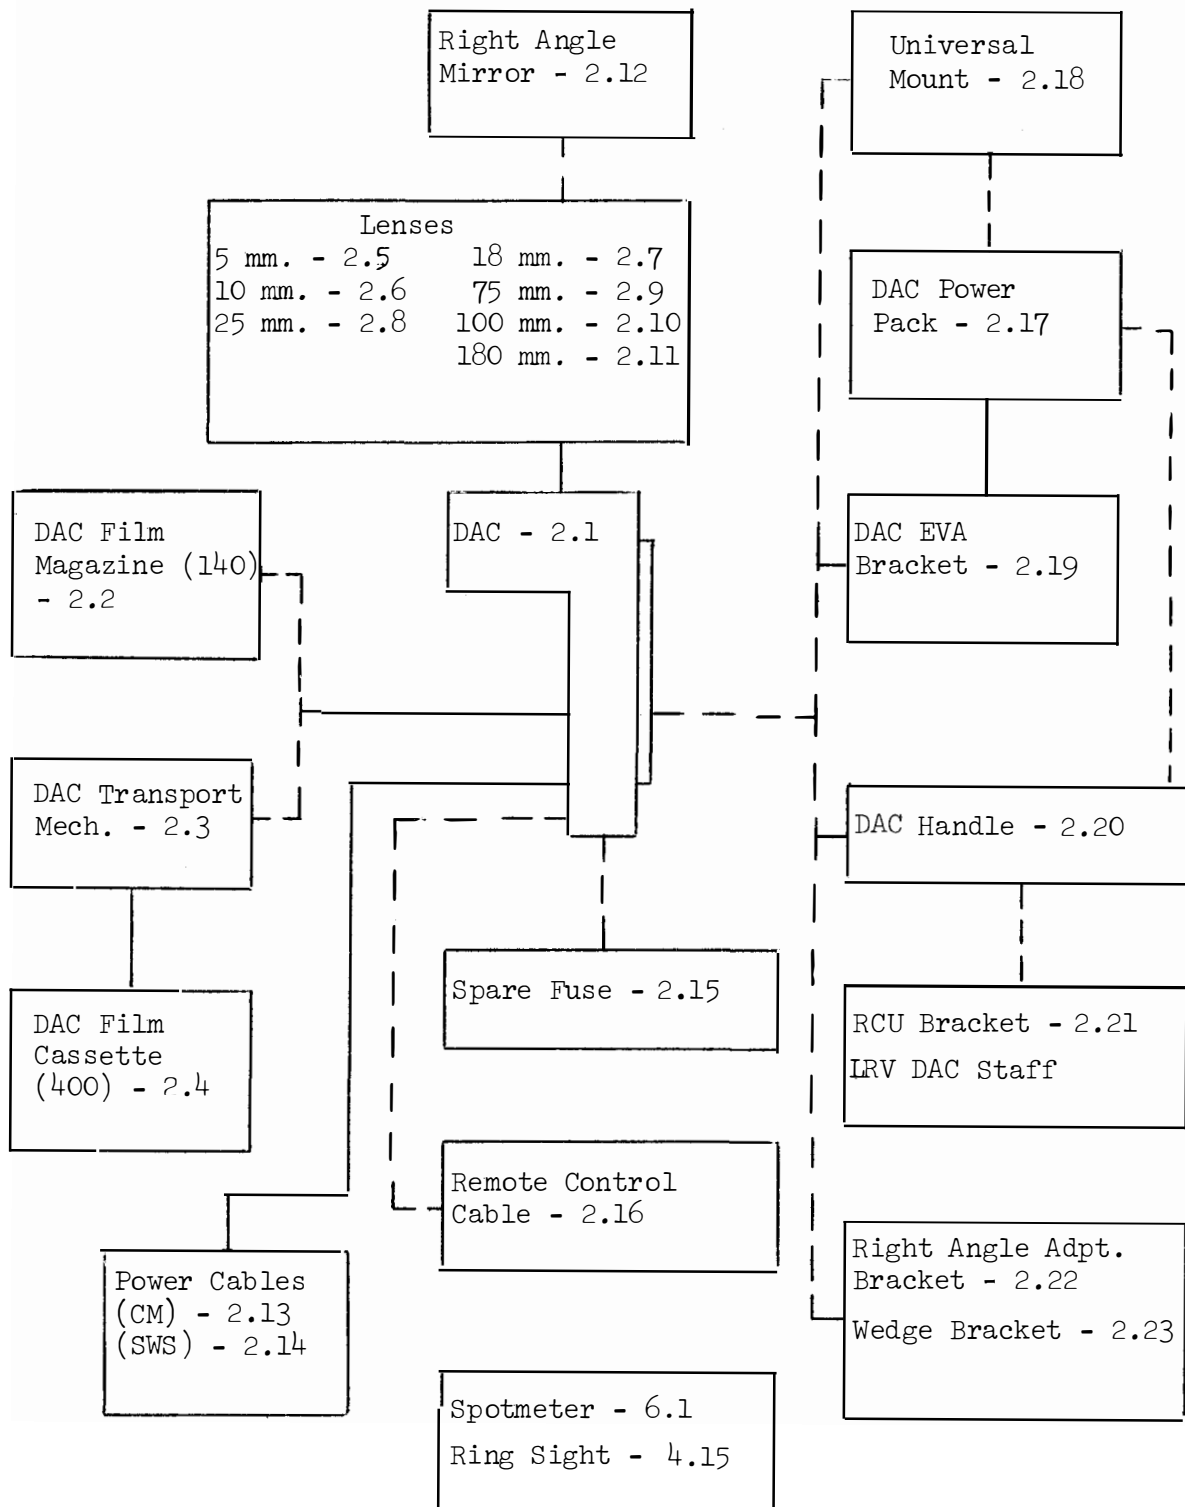 Right Angle
Mirror - 2.12
Universal
Mount - 2.18
Lenses
5 mm. - 2.5 18 mm. - 2.7
10 mm. - 2.6 75 mm. - 2.9
25 mm. - 2.8 100 mm. - 2.10
180 mm. - 2.11
DAC Power
Pack - 2.17
DAC Film
Magazine (140)
- 2.2
DAC - 2.1
DAC EVA
Bracket - 2.19
DAC Transport
Mech. - 2.3
DAC Handle - 2.20
DAC Film
Cassette
(400) - 2.4
Spare Fuse - 2.15
RCU Bracket - 2.21
LRV DAC Staff
Remote Control
Cable - 2.16
Right Angle Adpt.
Bracket - 2.22
Wedge Bracket - 2.23
Power Cables
(CM) - 2.13
(SWS) - 2.14
Spotmeter - 6.1
Ring Sight - 4.15